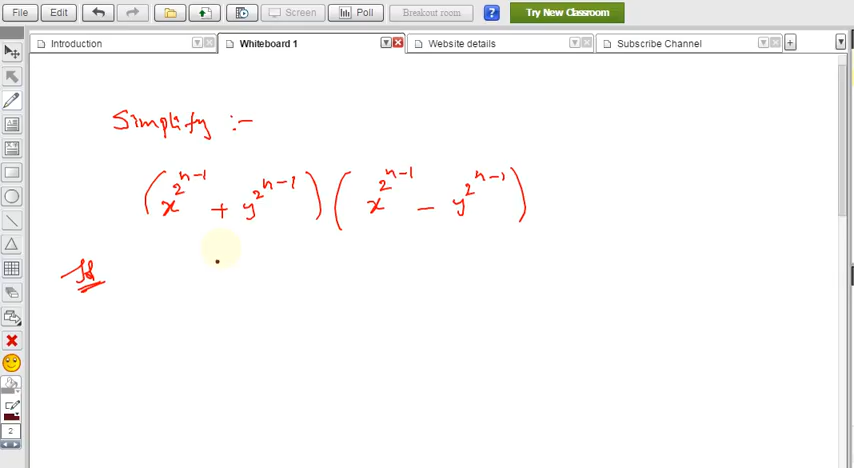 File Edit Screen Poll Breakout room ? Try New Classroom
Introduction Whiteboard 1 Website details Subscribe Channel +
Simplify :-
(x^{2^{n-1}} + y^{2^{n-1}}) (x^{2^{n-1}} - y^{2^{n-1}})
2